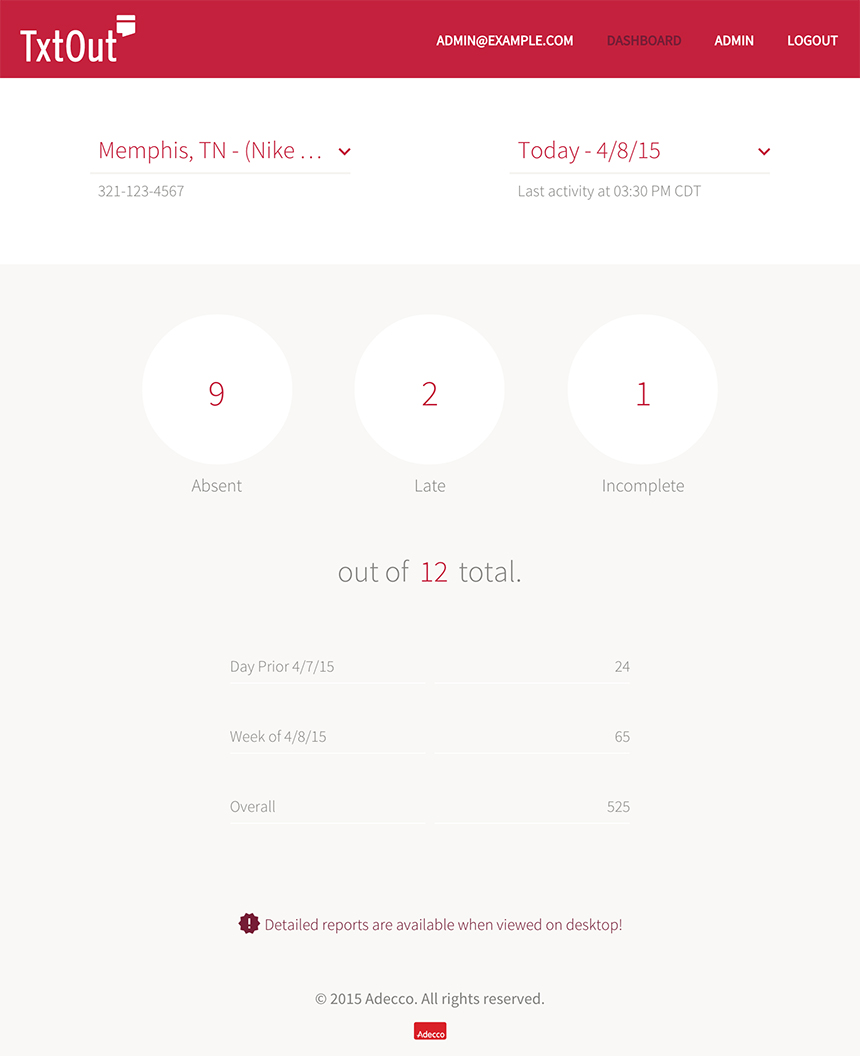 TxtOut
ADMIN@EXAMPLE.COM DASHBOARD ADMIN LOGOUT
Memphis, TN - (Nike ... Today - 4/8/15
321-123-4567 Last activity at 03:30 PM CDT
9 2 1
Absent Late Incomplete
out of 12 total.
Day Prior 4/7/15 24
Week of 4/8/15 65
Overall 525
! Detailed reports are available when viewed on desktop!
© 2015 Adecco. All rights reserved.
Adecco